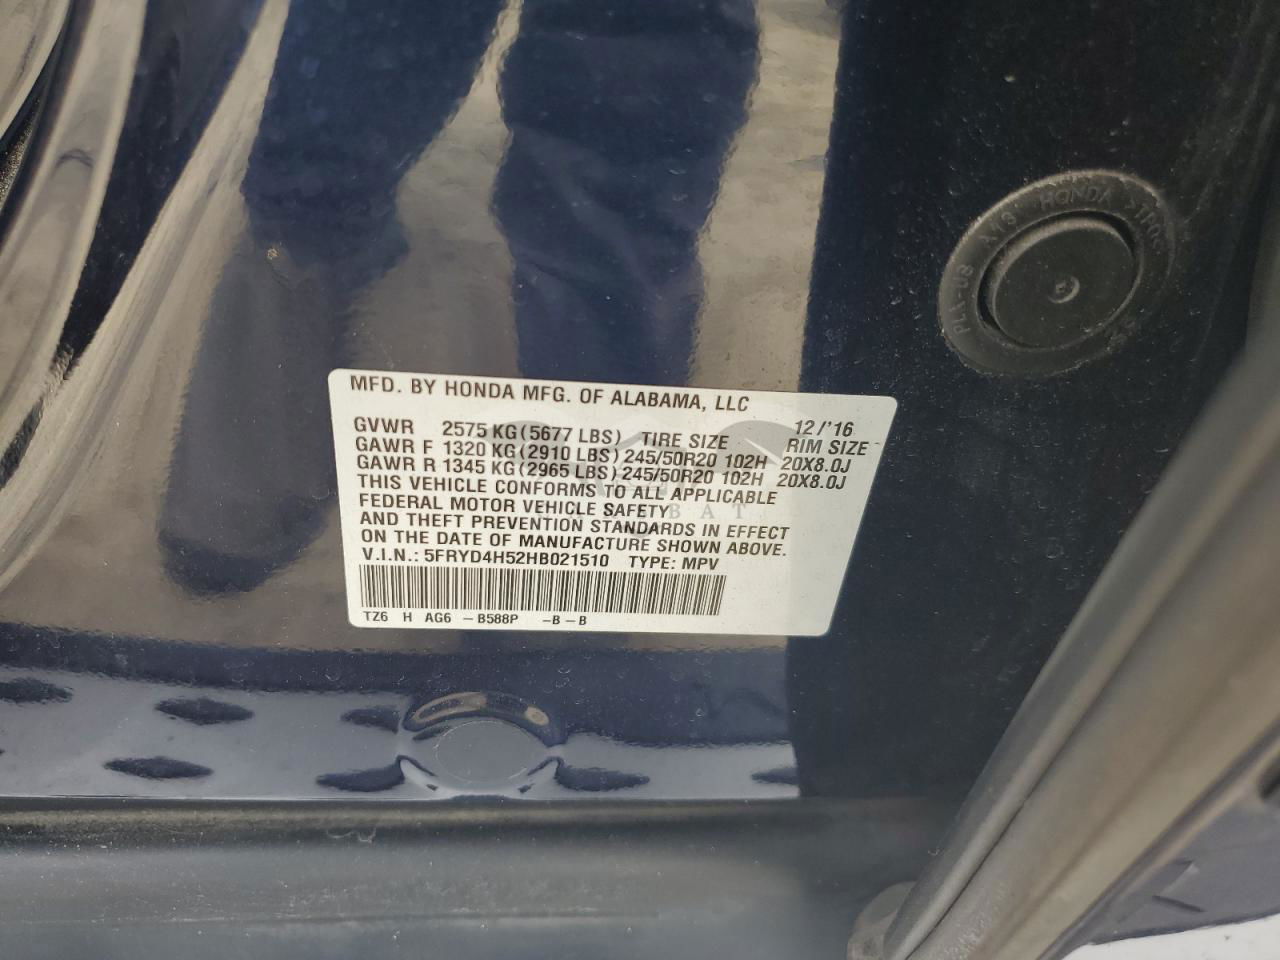 MFD. BY HONDA MFG. OF ALABAMA, LLC
GVWR 2575 KG (5677 LBS) TIRE SIZE 12/'16 RIM SIZE
GAWR F 1320 KG (2910 LBS) 245/50R20 102H 20X8.0J
GAWR R 1345 KG (2965 LBS) 245/50R20 102H 20X8.0J
THIS VEHICLE CONFORMS TO ALL APPLICABLE
FEDERAL MOTOR VEHICLE SAFETY
AND THEFT PREVENTION STANDARDS IN EFFECT
ON THE DATE OF MANUFACTURE SHOWN ABOVE.
V.I.N.: 5FRYD4H52HB021510 TYPE: MPV
TZ6 H AG6 - B588P - B - B
HONDA